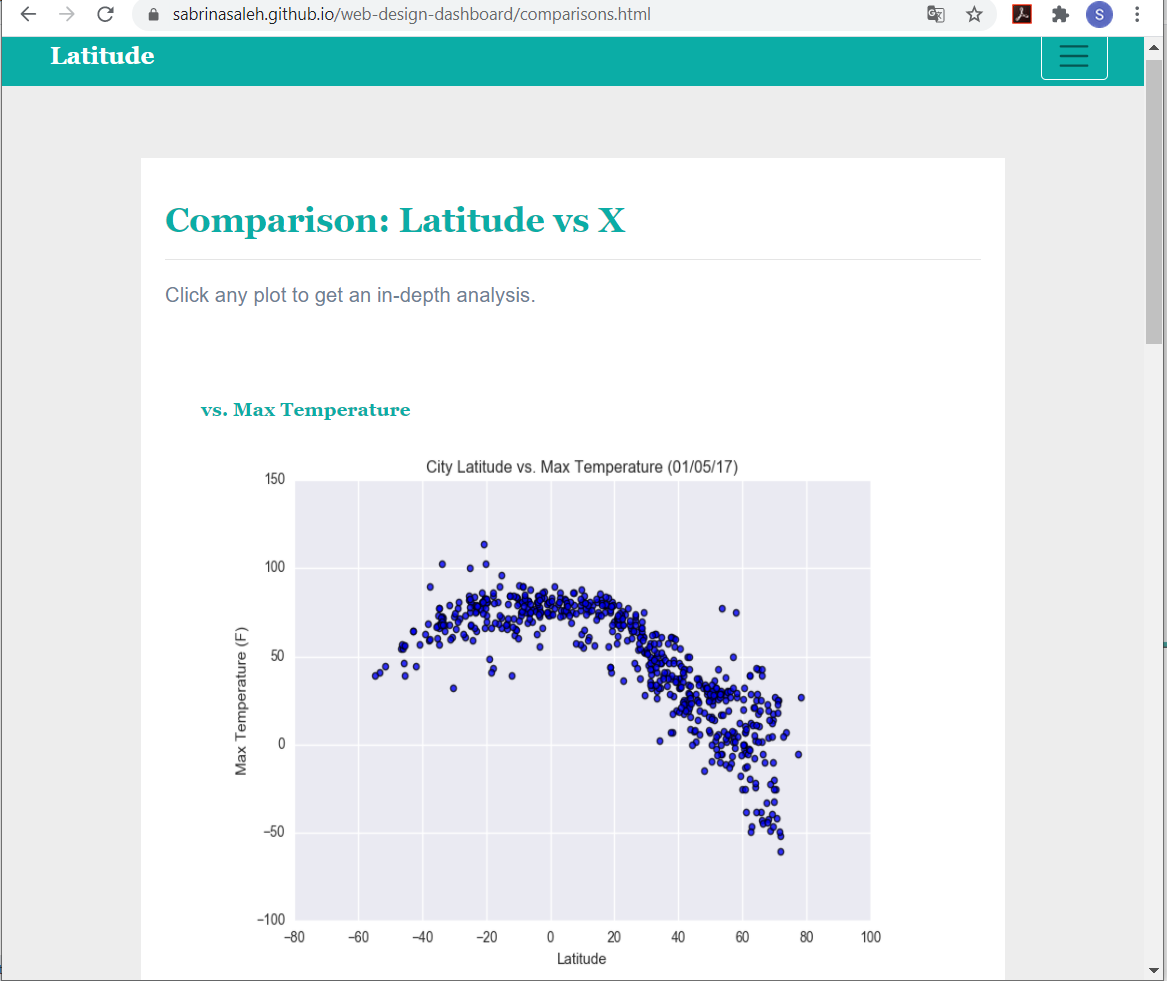 sabrinasaleh.github.io/web-design-dashboard/comparisons.html
S
Latitude
Comparison: Latitude vs X
Click any plot to get an in-depth analysis.
vs. Max Temperature
City Latitude vs. Max Temperature (01/05/17)
150
100
50
0
−50
−100
Max Temperature (F)
−80 −60 −40 −20 0 20 40 60 80 100
Latitude